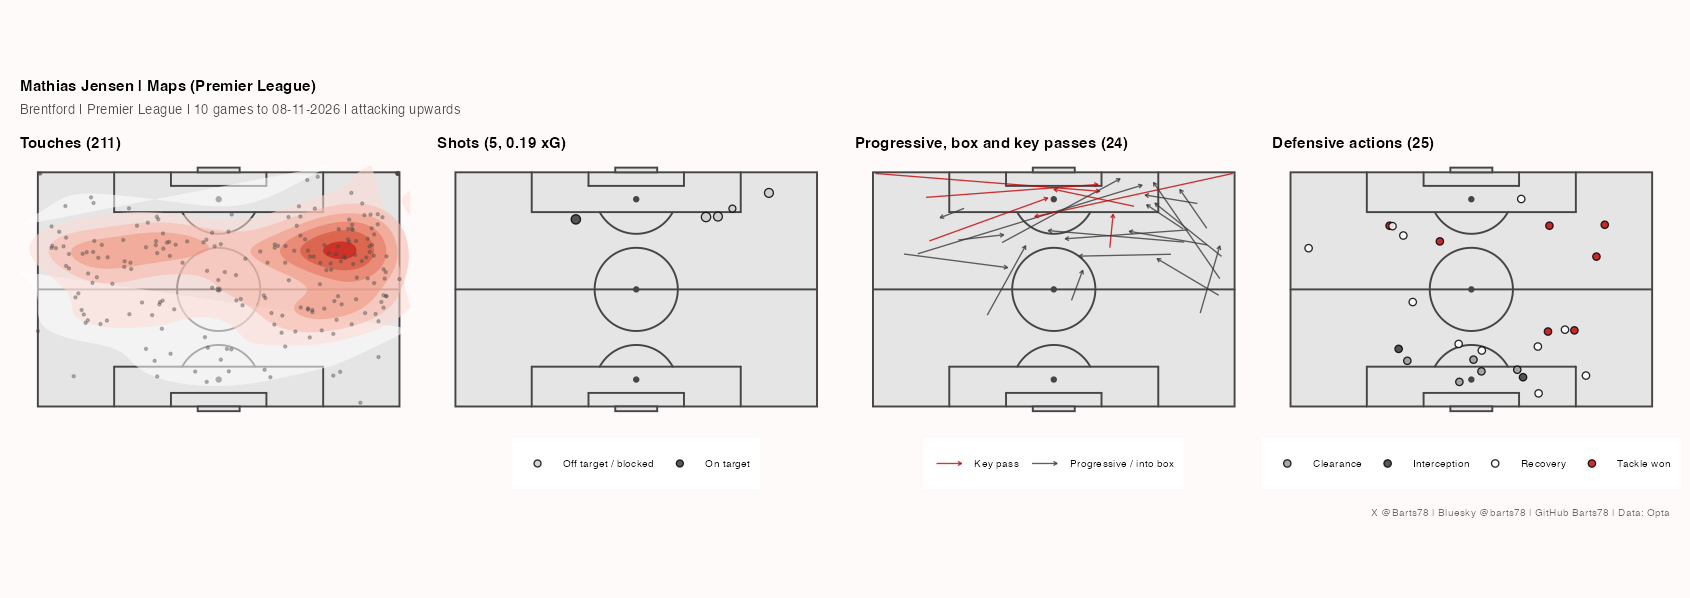 Mathias Jensen | Maps (Premier League)
Brentford | Premier League | 10 games to 08-11-2026 | attacking upwards
Touches (211)
Shots (5, 0.19 xG)
Progressive, box and key passes (24)
Defensive actions (25)
Off target / blocked
On target
Key pass
Progressive / into box
Clearance
Interception
Recovery
Tackle won
X @Barts78 | Bluesky @barts78 | GitHub Barts78 | Data: Opta